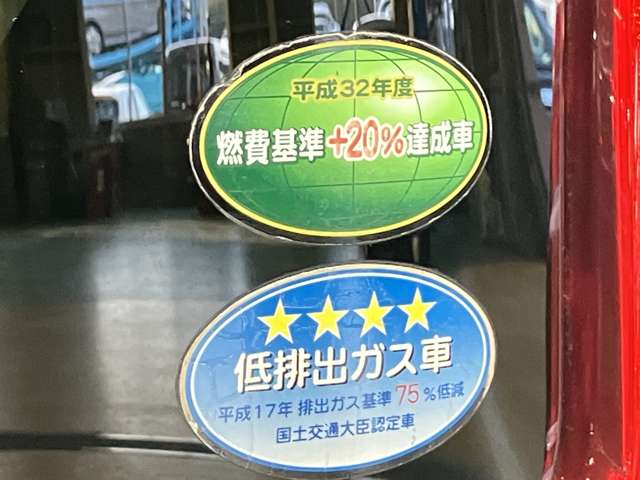 平成32年度
燃費基準+20%達成車
低排出ガス車
平成17年 排出ガス基準75%低減
国土交通大臣認定車